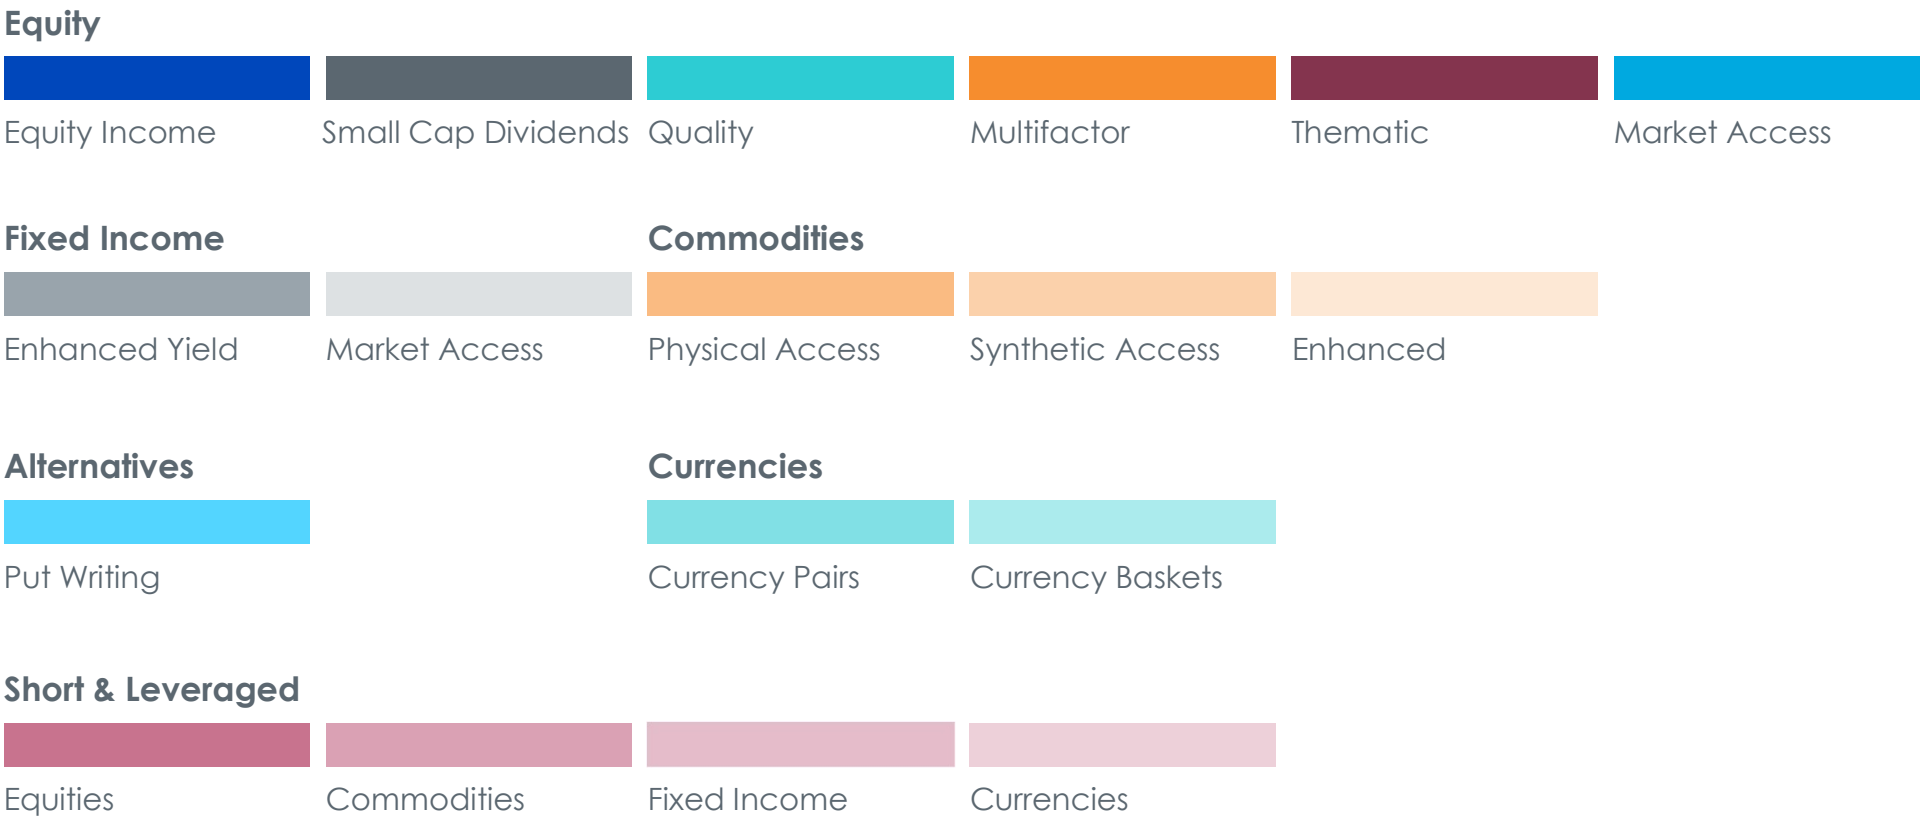 Equity
Equity Income Small Cap Dividends Quality Multifactor Thematic Market Access
Fixed Income Commodities
Enhanced Yield Market Access Physical Access Synthetic Access Enhanced
Alternatives Currencies
Put Writing Currency Pairs Currency Baskets
Short & Leveraged
Equities Commodities Fixed Income Currencies